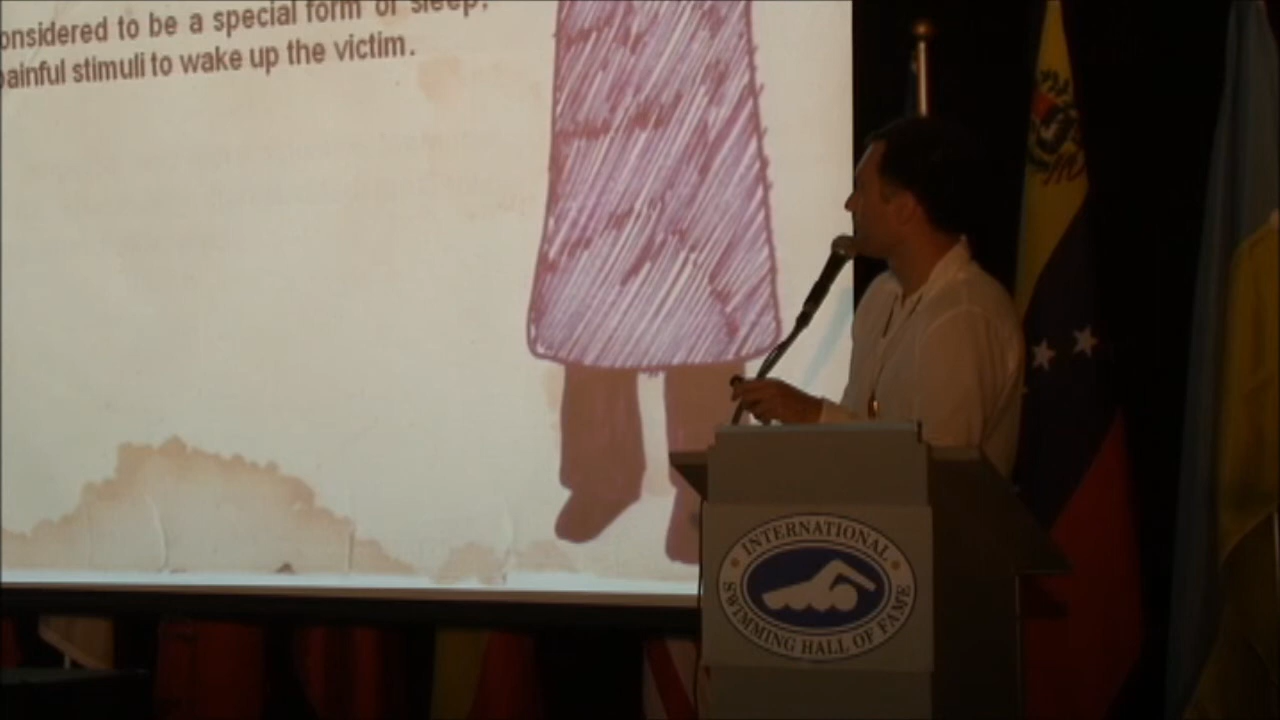 onsidered to be a special form of sleep;
painful stimuli to wake up the victim.
INTERNATIONAL
SWIMMING HALL OF FAME